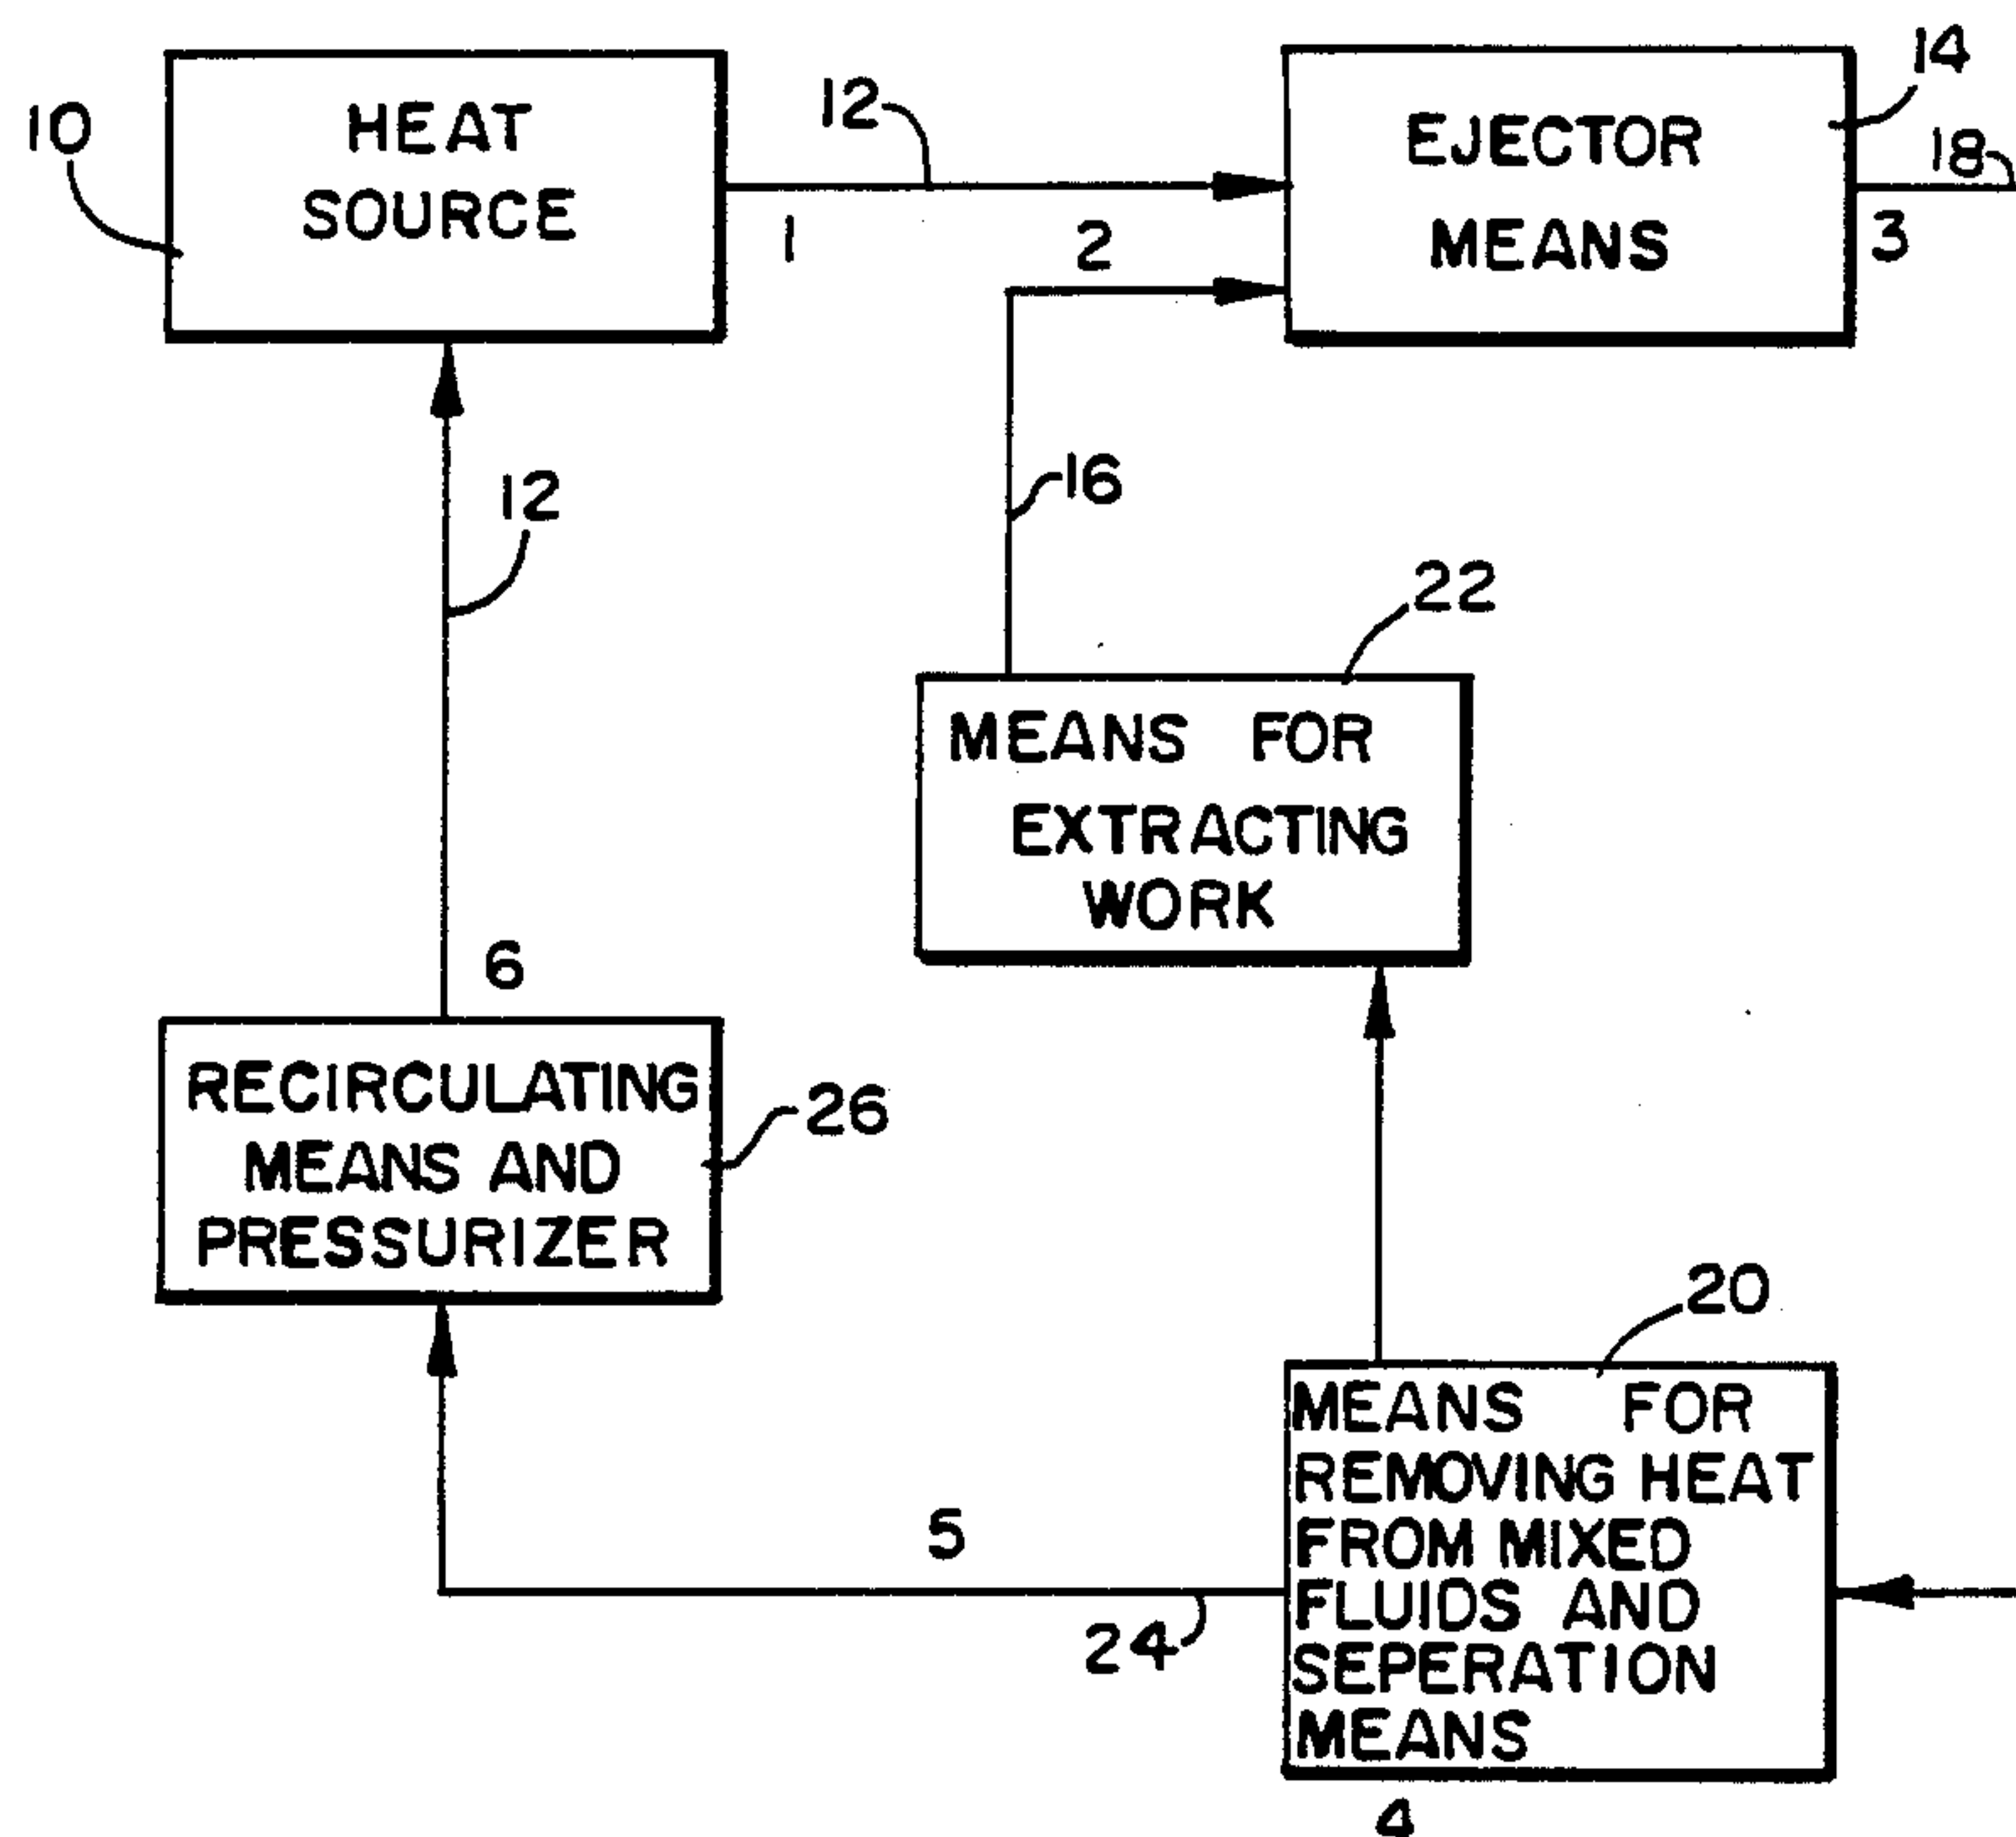 10
HEAT
SOURCE
12
1
2
EJECTOR
MEANS
14
18
3
12
16
22
MEANS FOR
EXTRACTING
WORK
6
RECIRCULATING
MEANS AND
PRESSURIZER
26
20
MEANS FOR
REMOVING HEAT
FROM MIXED
FLUIDS AND
SEPERATION
MEANS
5
24
4